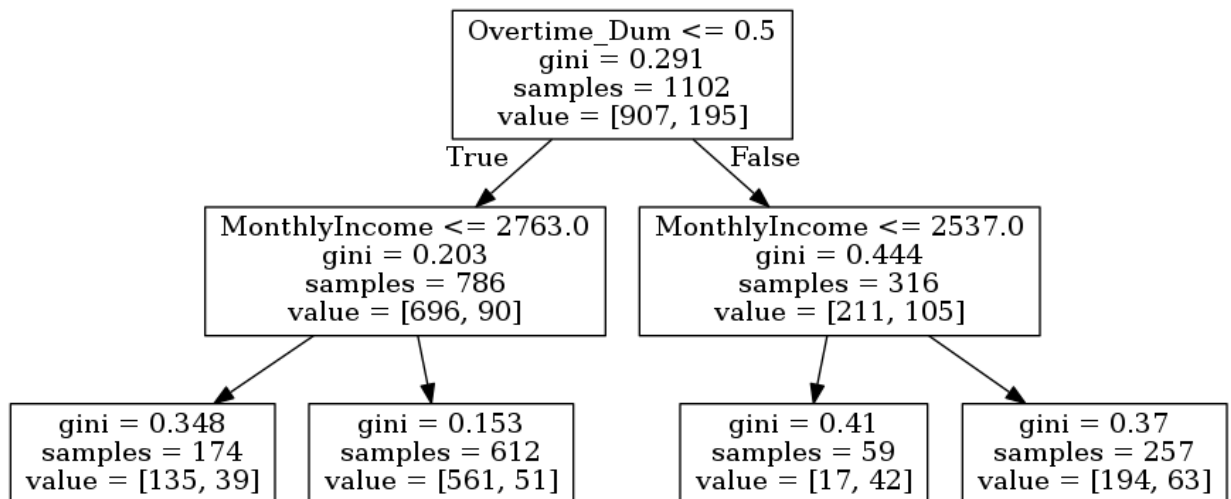 Overtime_Dum <= 0.5
gini = 0.291
samples = 1102
value = [907, 195]
True
False
MonthlyIncome <= 2763.0
gini = 0.203
samples = 786
value = [696, 90]
MonthlyIncome <= 2537.0
gini = 0.444
samples = 316
value = [211, 105]
gini = 0.348
samples = 174
value = [135, 39]
gini = 0.153
samples = 612
value = [561, 51]
gini = 0.41
samples = 59
value = [17, 42]
gini = 0.37
samples = 257
value = [194, 63]